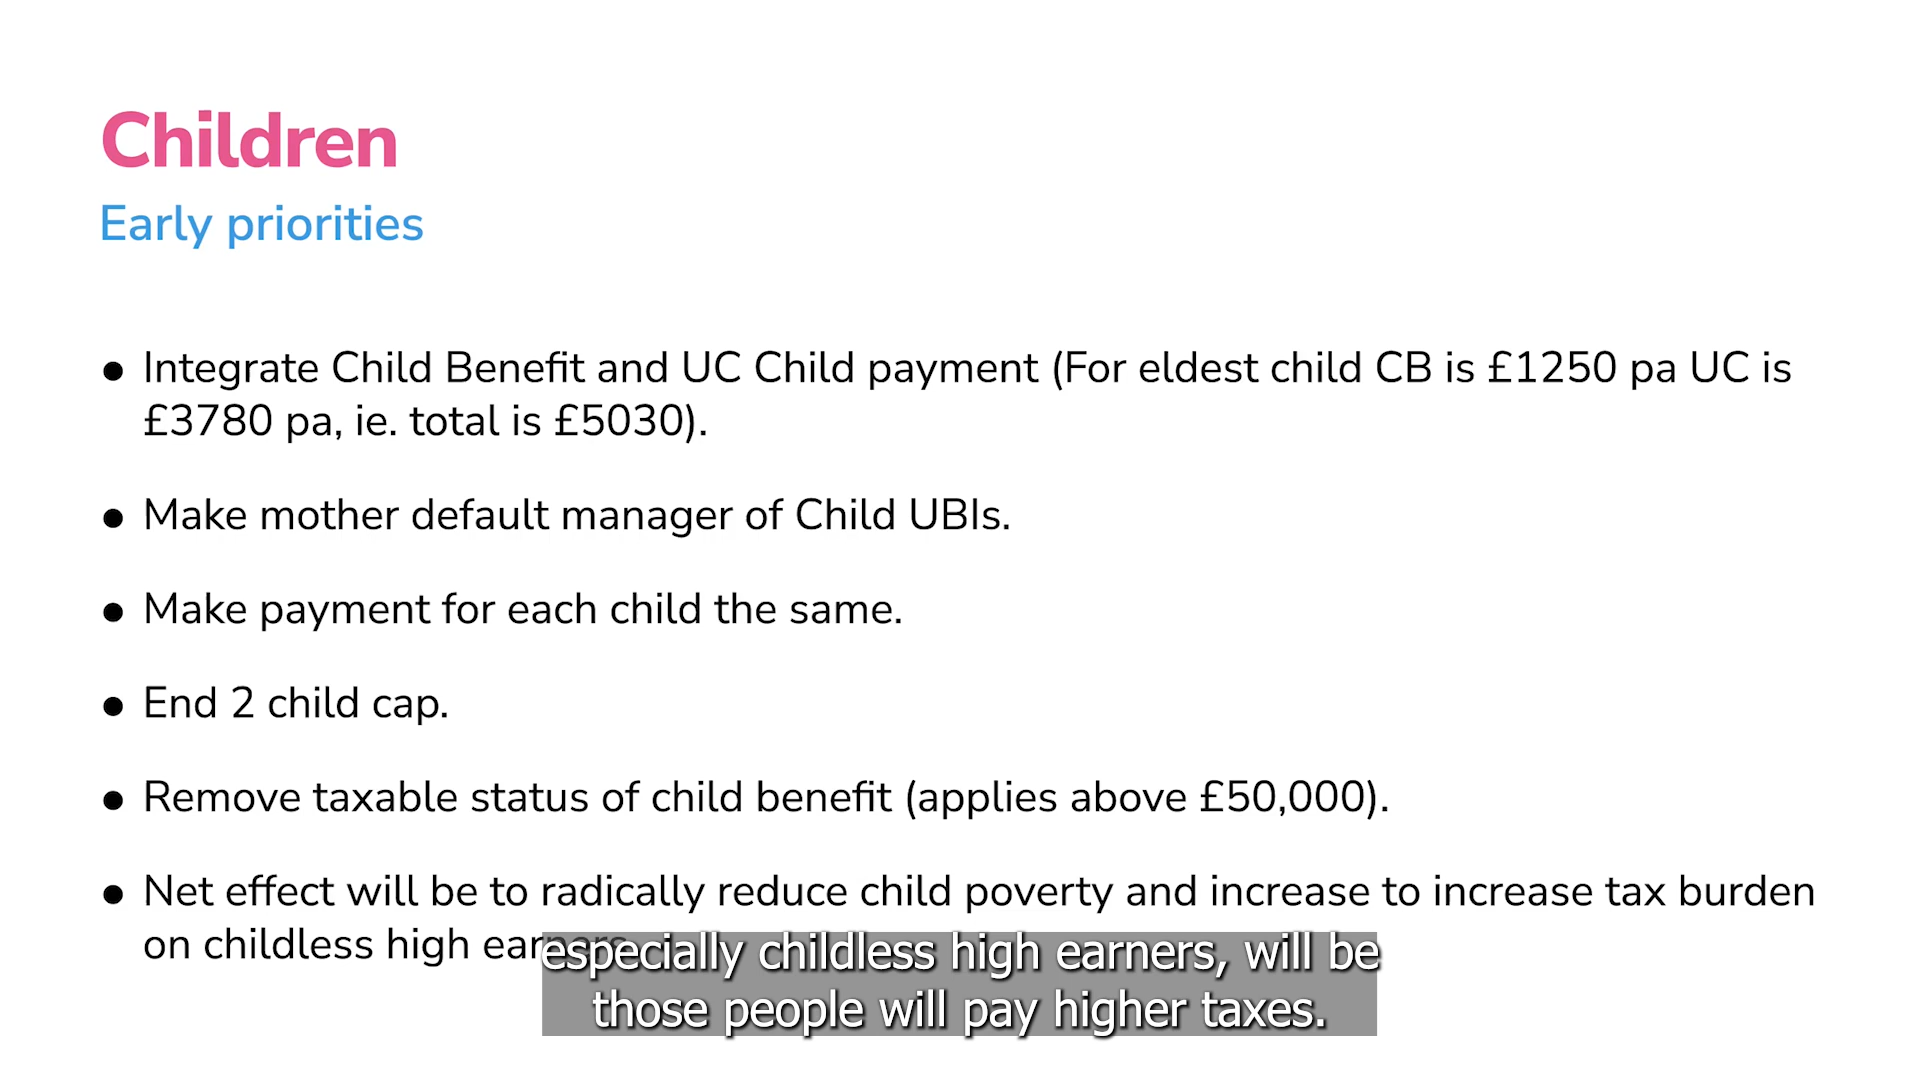 Children
Early priorities
• Integrate Child Benefit and UC Child payment (For eldest child CB is £1250 pa UC is
£3780 pa, ie. total is £5030).
• Make mother default manager of Child UBIs.
• Make payment for each child the same.
• End 2 child cap.
• Remove taxable status of child benefit (applies above £50,000).
• Net effect will be to radically reduce child poverty and increase to increase tax burden
on childless high earners.
especially childless high earners, will be
those people will pay higher taxes.